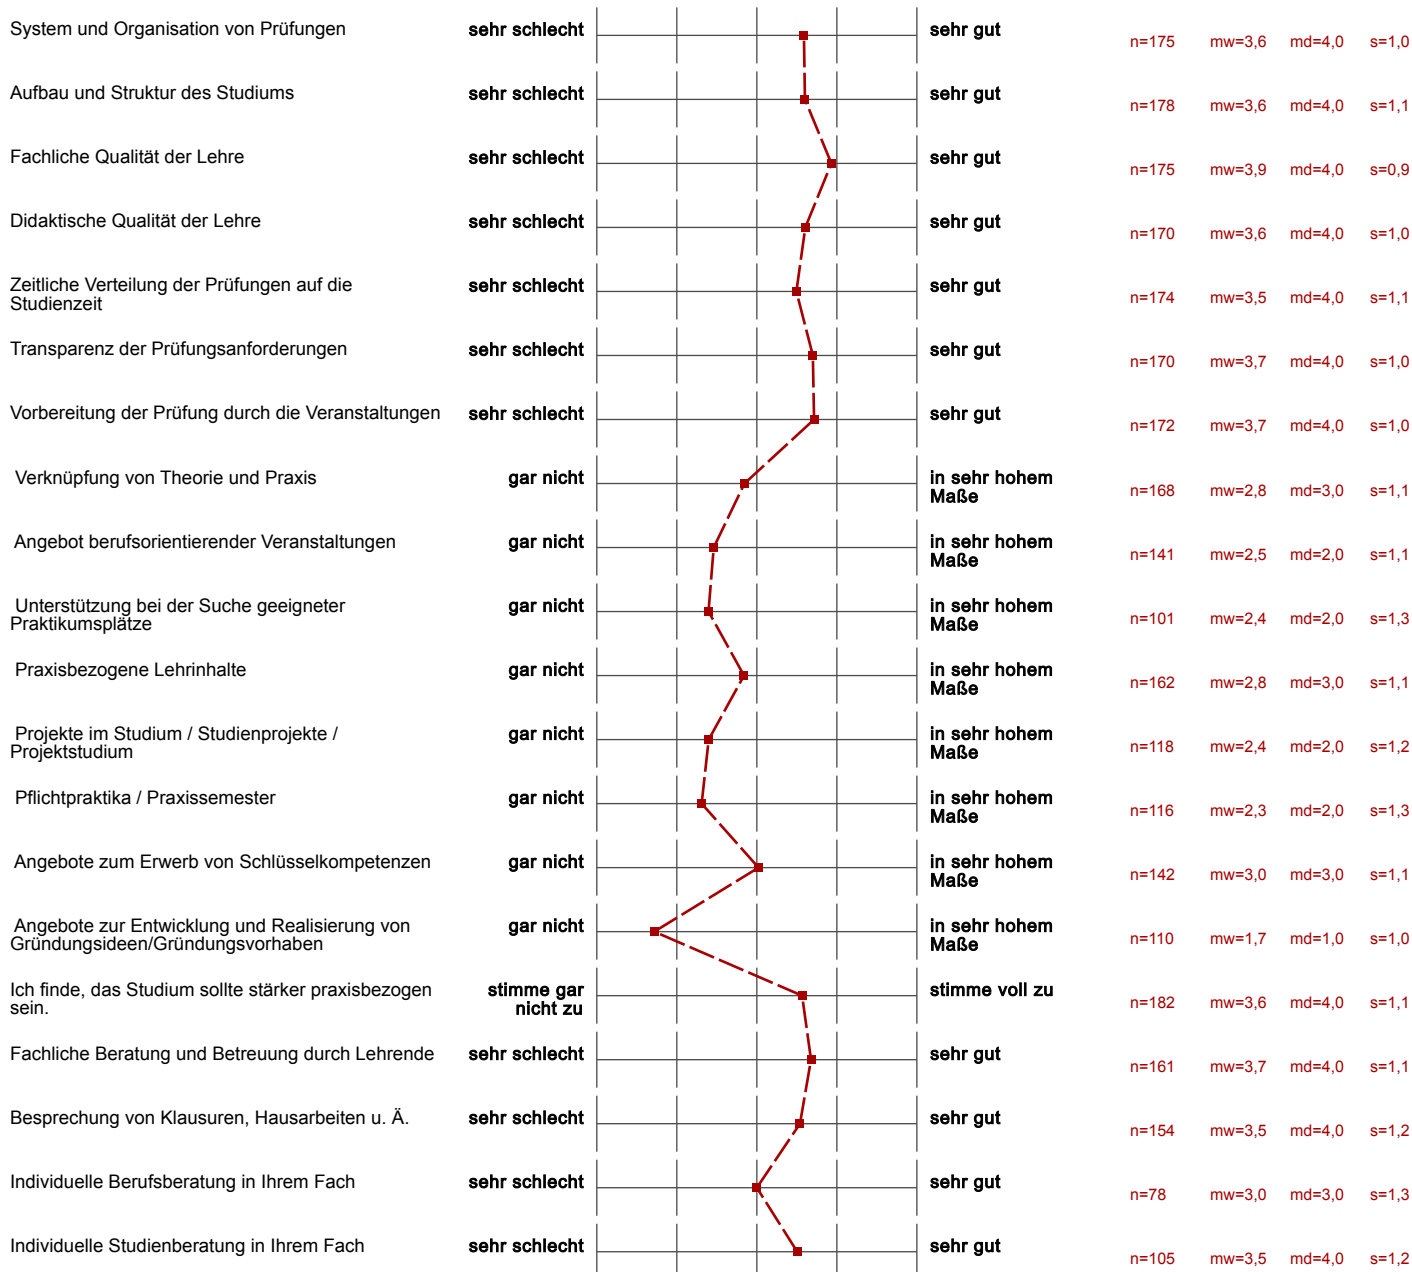 System und Organisation von Prüfungen sehr schlecht sehr gut n=175 mw=3,6 md=4,0 s=1,0
Aufbau und Struktur des Studiums sehr schlecht sehr gut n=178 mw=3,6 md=4,0 s=1,1
Fachliche Qualität der Lehre sehr schlecht sehr gut n=175 mw=3,9 md=4,0 s=0,9
Didaktische Qualität der Lehre sehr schlecht sehr gut n=170 mw=3,6 md=4,0 s=1,0
Zeitliche Verteilung der Prüfungen auf die sehr schlecht sehr gut
Studienzeit n=174 mw=3,5 md=4,0 s=1,1
Transparenz der Prüfungsanforderungen sehr schlecht sehr gut n=170 mw=3,7 md=4,0 s=1,0
Vorbereitung der Prüfung durch die Veranstaltungen sehr schlecht sehr gut n=172 mw=3,7 md=4,0 s=1,0
Verknüpfung von Theorie und Praxis gar nicht in sehr hohem
Maße n=168 mw=2,8 md=3,0 s=1,1
Angebot berufsorientierender Veranstaltungen gar nicht in sehr hohem
Maße n=141 mw=2,5 md=2,0 s=1,1
Unterstützung bei der Suche geeigneter gar nicht in sehr hohem
Praktikumsplätze Maße n=101 mw=2,4 md=2,0 s=1,3
Praxisbezogene Lehrinhalte gar nicht in sehr hohem
Maße n=162 mw=2,8 md=3,0 s=1,1
Projekte im Studium / Studienprojekte / gar nicht in sehr hohem
Projektstudium Maße n=118 mw=2,4 md=2,0 s=1,2
Pflichtpraktika / Praxissemester gar nicht in sehr hohem
Maße n=116 mw=2,3 md=2,0 s=1,3
Angebote zum Erwerb von Schlüsselkompetenzen gar nicht in sehr hohem
Maße n=142 mw=3,0 md=3,0 s=1,1
Angebote zur Entwicklung und Realisierung von gar nicht in sehr hohem
Gründungsideen/Gründungsvorhaben Maße n=110 mw=1,7 md=1,0 s=1,0
Ich finde, das Studium sollte stärker praxisbezogen stimme gar stimme voll zu
sein. nicht zu n=182 mw=3,6 md=4,0 s=1,1
Fachliche Beratung und Betreuung durch Lehrende sehr schlecht sehr gut n=161 mw=3,7 md=4,0 s=1,1
Besprechung von Klausuren, Hausarbeiten u. Ä. sehr schlecht sehr gut n=154 mw=3,5 md=4,0 s=1,2
Individuelle Berufsberatung in Ihrem Fach sehr schlecht sehr gut n=78 mw=3,0 md=3,0 s=1,3
Individuelle Studienberatung in Ihrem Fach sehr schlecht sehr gut n=105 mw=3,5 md=4,0 s=1,2